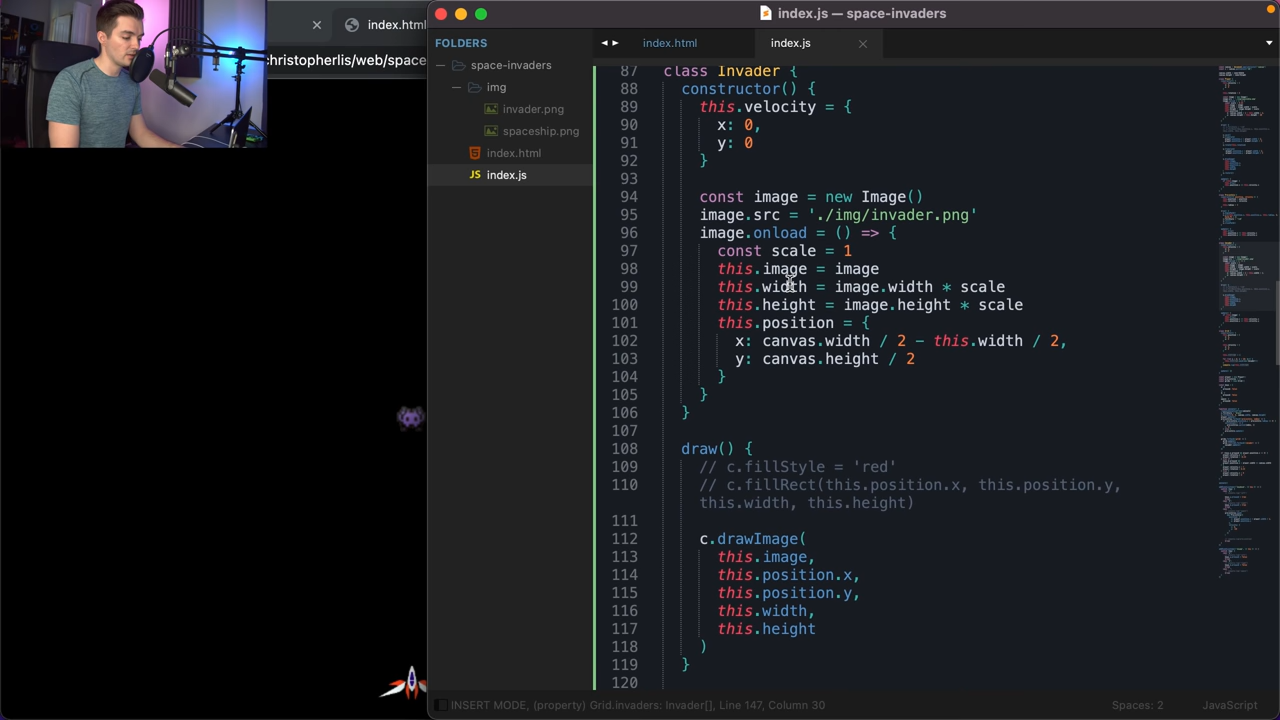 index.html
christopherlis/web/space
index.js — space-invaders
FOLDERS
space-invaders
img
invader.png
spaceship.png
index.html
JS index.js
index.html
index.js
87 class Invader {
88 constructor() {
89 this.velocity = {
90 x: 0,
91 y: 0
92 }
93
94 const image = new Image()
95 image.src = './img/invader.png'
96 image.onload = () => {
97 const scale = 1
98 this.image = image
99 this.width = image.width * scale
100 this.height = image.height * scale
101 this.position = {
102 x: canvas.width / 2 - this.width / 2,
103 y: canvas.height / 2
104 }
105 }
106 }
107
108 draw() {
109 // c.fillStyle = 'red'
110 // c.fillRect(this.position.x, this.position.y,
this.width, this.height)
111
112 c.drawImage(
113 this.image,
114 this.position.x,
115 this.position.y,
116 this.width,
117 this.height
118 )
119 }
120
INSERT MODE, (property) Grid.invaders: Invader[], Line 147, Column 30
Spaces: 2
JavaScript